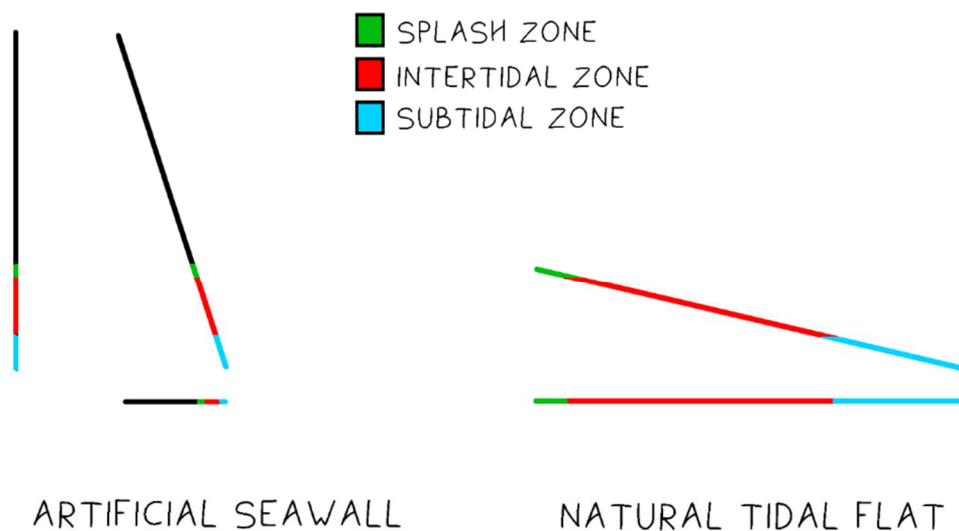 SPLASH ZONE
INTERTIDAL ZONE
SUBTIDAL ZONE
ARTIFICIAL SEAWALL
NATURAL TIDAL FLAT